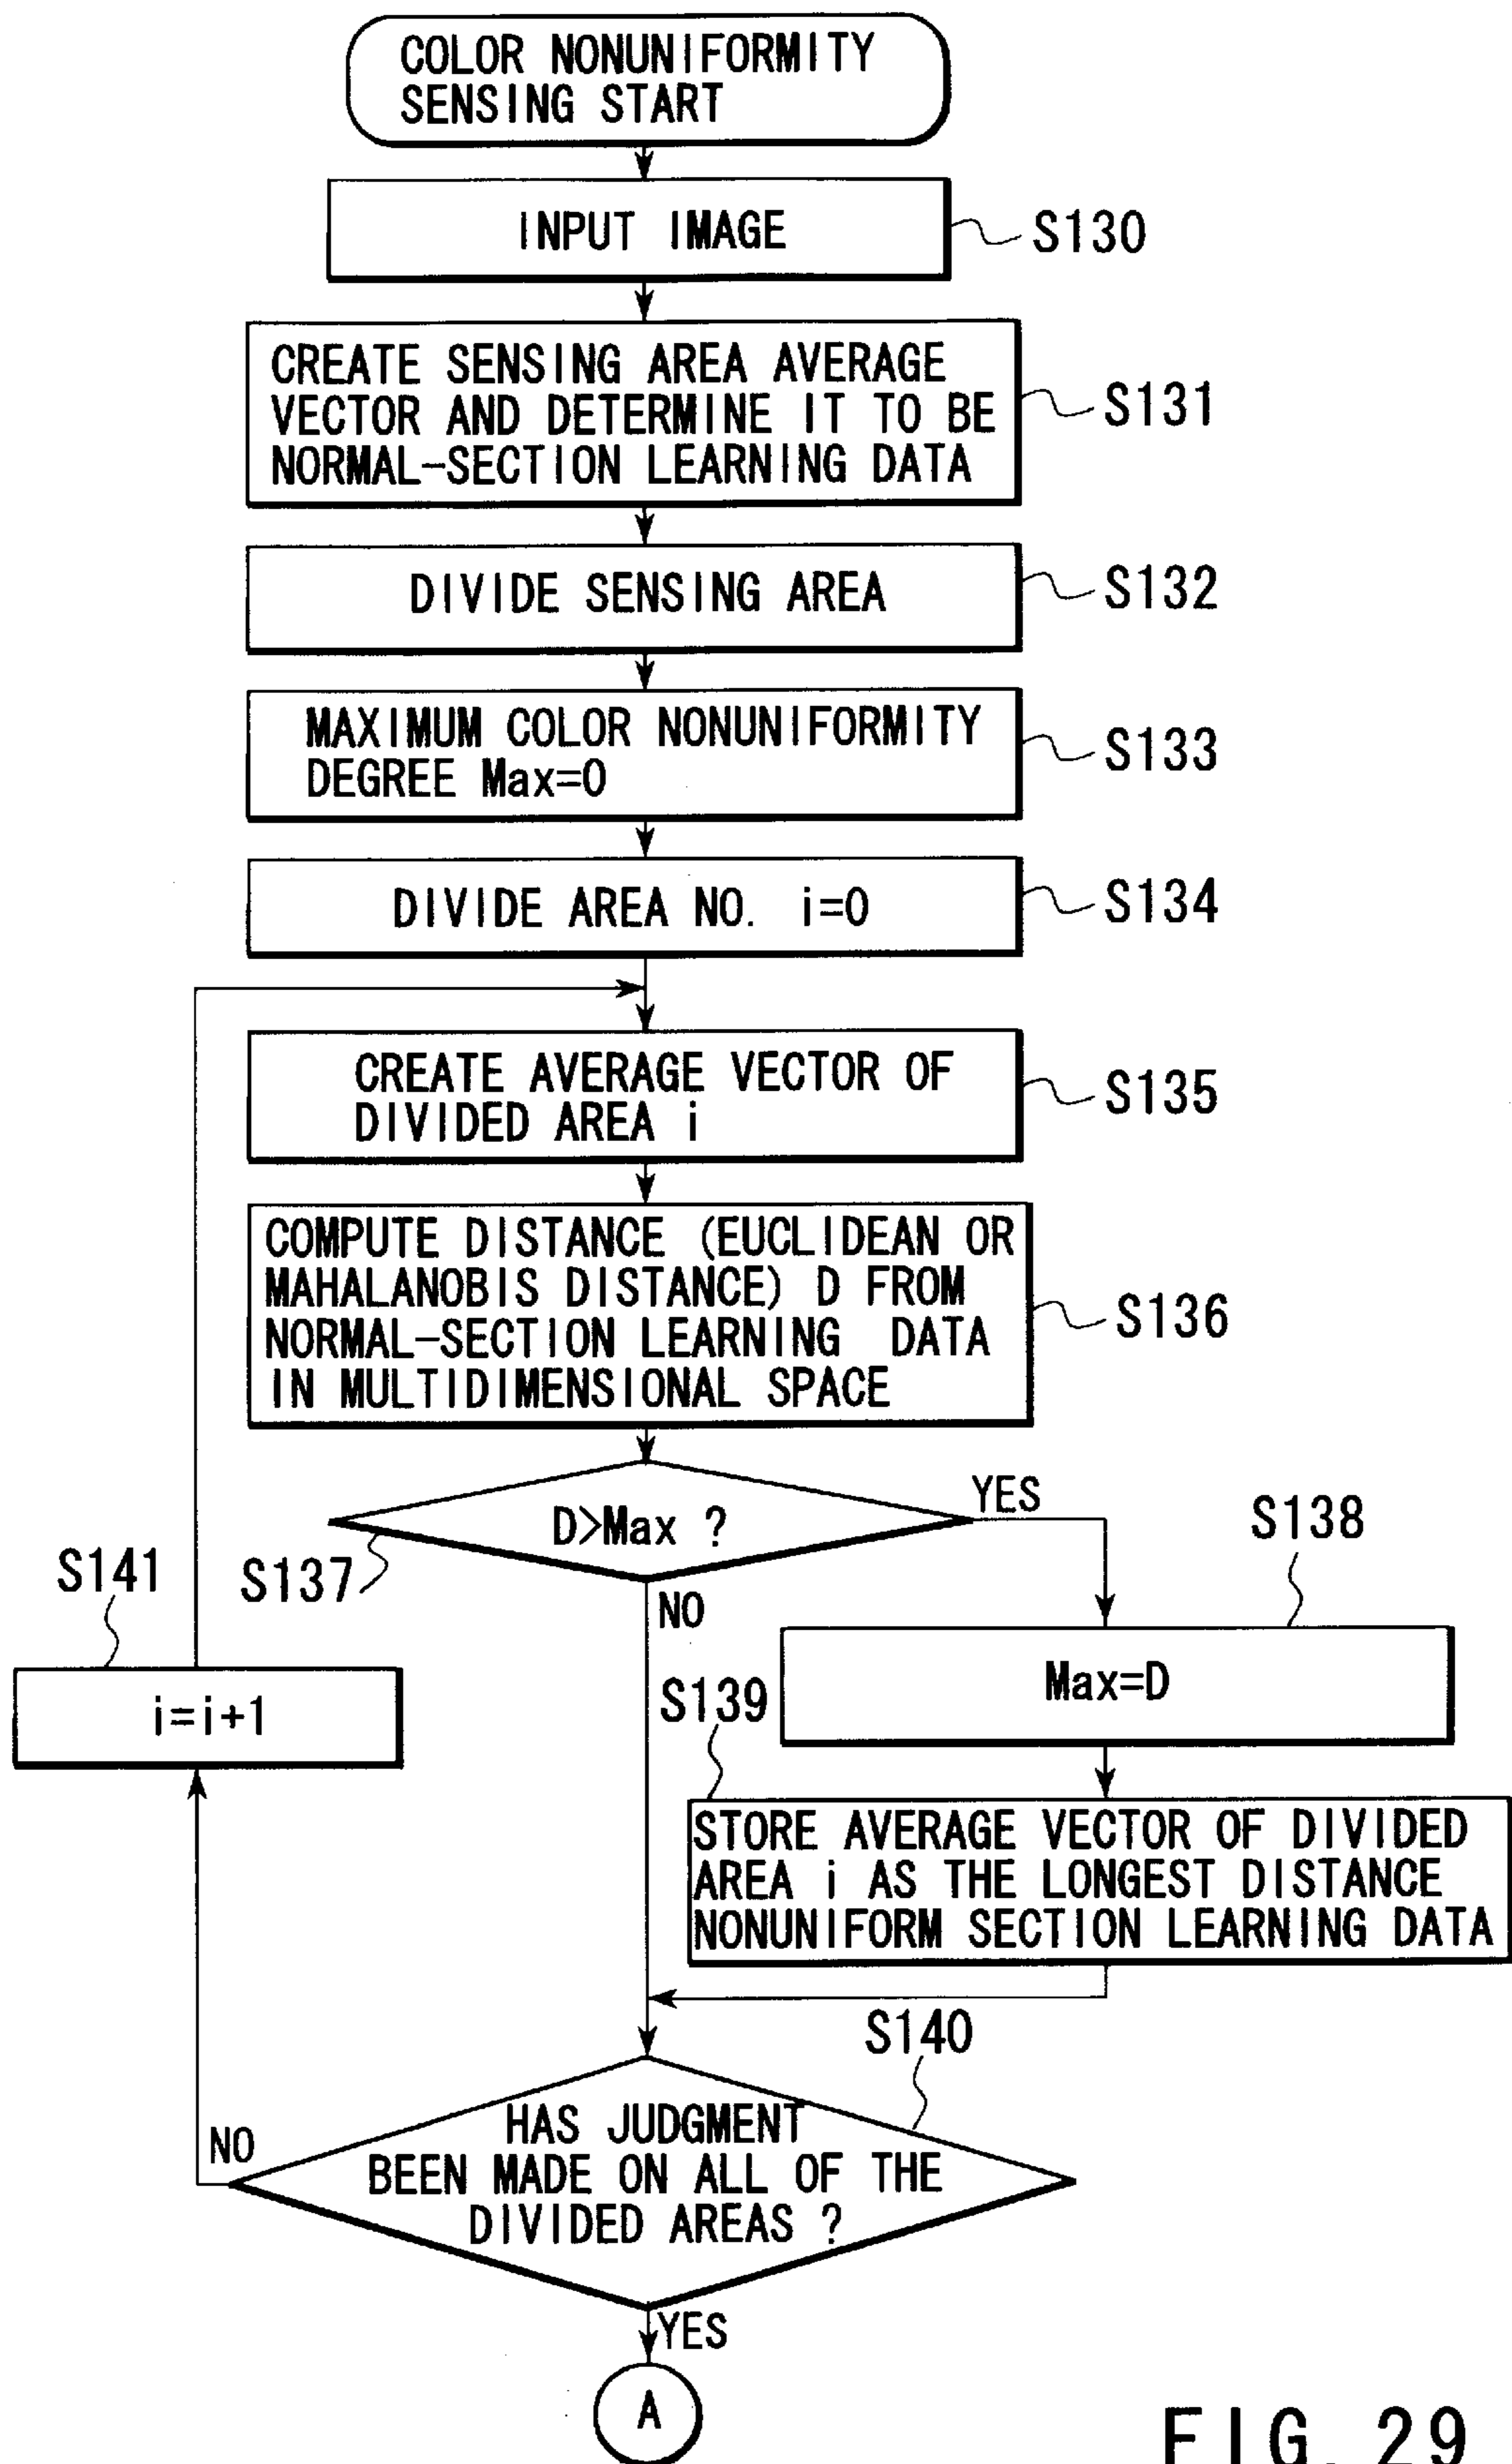 COLOR NONUNIFORMITY
SENSING START
INPUT IMAGE
S130
CREATE SENSING AREA AVERAGE
VECTOR AND DETERMINE IT TO BE
NORMAL-SECTION LEARNING DATA
S131
DIVIDE SENSING AREA
S132
MAXIMUM COLOR NONUNIFORMITY
DEGREE Max=0
S133
DIVIDE AREA NO. i=0
S134
CREATE AVERAGE VECTOR OF
DIVIDED AREA i
S135
COMPUTE DISTANCE (EUCLIDEAN OR
MAHALANOBIS DISTANCE) D FROM
NORMAL-SECTION LEARNING DATA
IN MULTIDIMENSIONAL SPACE
S136
D>Max ?
YES
S137
NO
S138
Max=D
S141
i=i+1
S139
STORE AVERAGE VECTOR OF DIVIDED
AREA i AS THE LONGEST DISTANCE
NONUNIFORM SECTION LEARNING DATA
S140
HAS JUDGMENT
BEEN MADE ON ALL OF THE
DIVIDED AREAS ?
NO
YES
A
FIG. 29